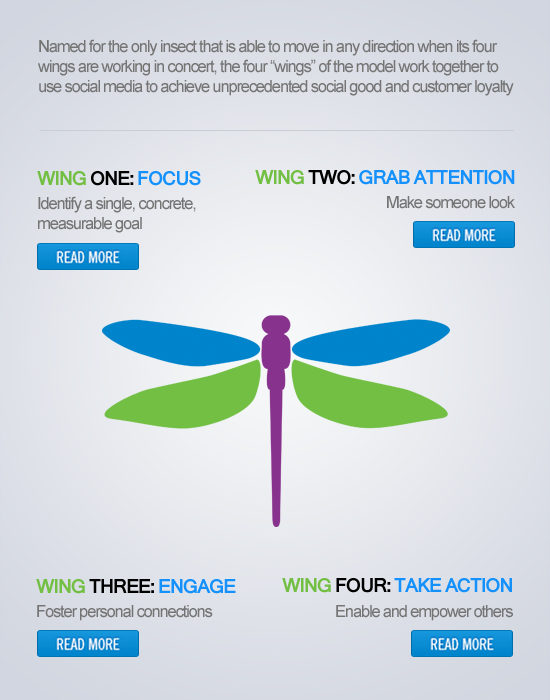 Named for the only insect that is able to move in any direction when its four
wings are working in concert, the four “wings” of the model work together to
use social media to achieve unprecedented social good and customer loyalty
WING ONE: FOCUS
Identify a single, concrete,
measurable goal
READ MORE
WING TWO: GRAB ATTENTION
Make someone look
READ MORE
WING THREE: ENGAGE
Foster personal connections
READ MORE
WING FOUR: TAKE ACTION
Enable and empower others
READ MORE